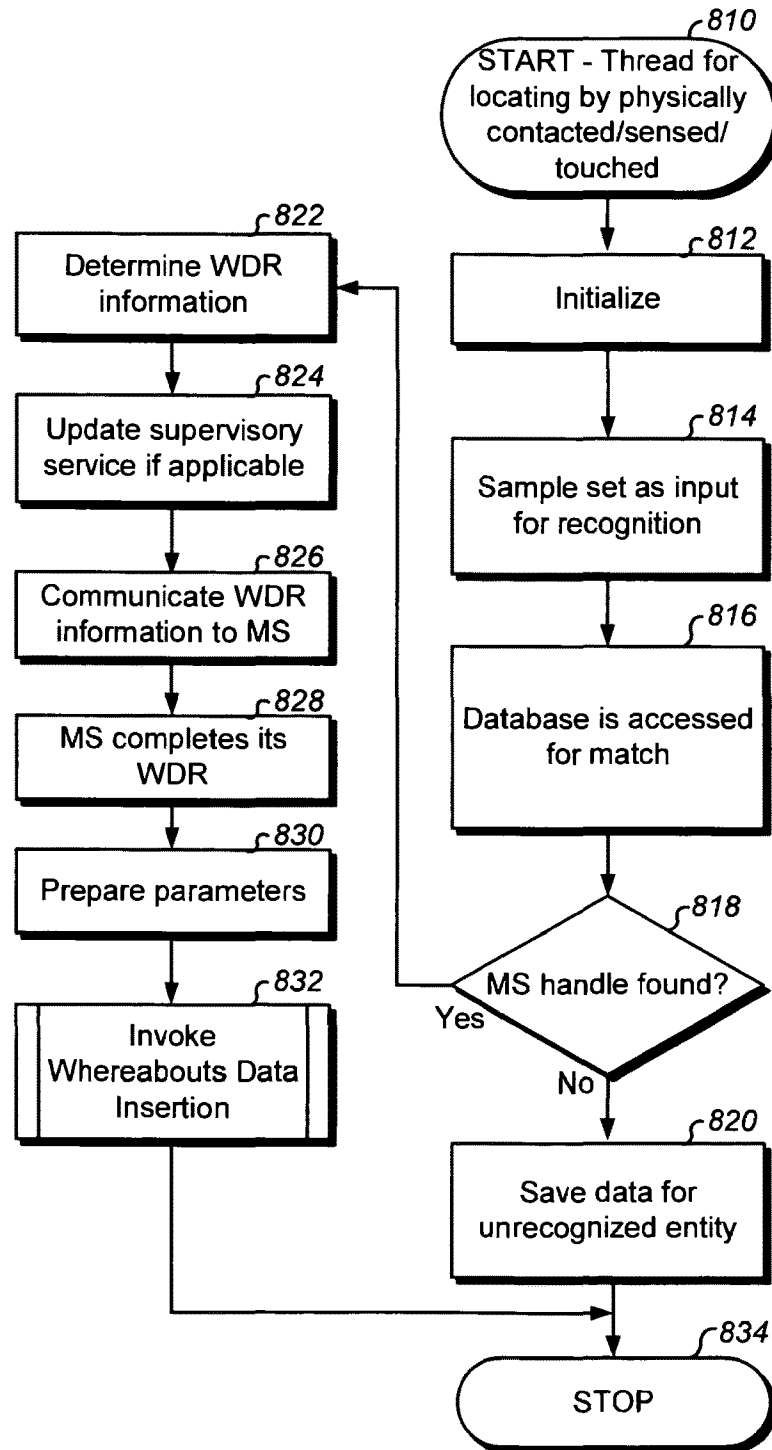 810
START - Thread for
locating by physically
contacted/sensed/
touched
812
Initialize
814
Sample set as input
for recognition
816
Database is accessed
for match
818
MS handle found?
Yes
No
820
Save data for
unrecognized entity
822
Determine WDR
information
824
Update supervisory
service if applicable
826
Communicate WDR
information to MS
828
MS completes its
WDR
830
Prepare parameters
832
Invoke
Whereabouts Data
Insertion
834
STOP